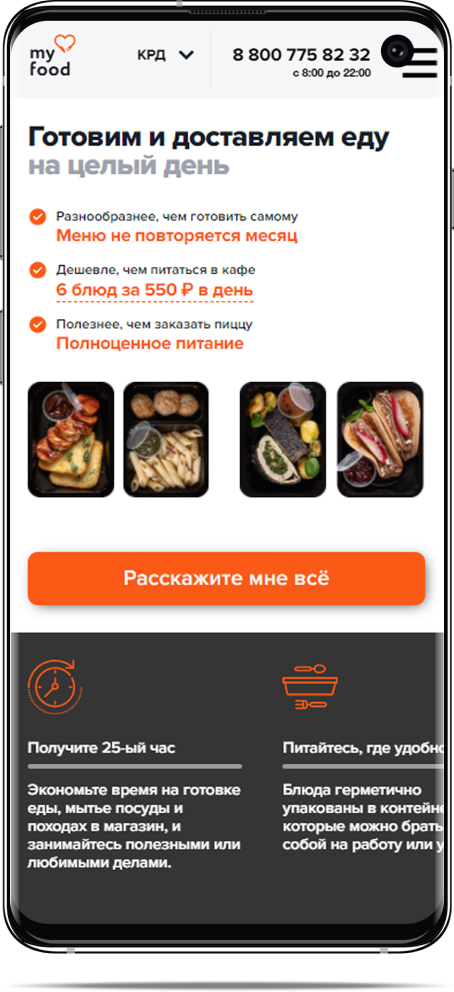 my
food
КРД
8 800 775 82 32
с 8:00 до 22:00
Готовим и доставляем еду
на целый день
Разнообразнее, чем готовить самому
Меню не повторяется месяц
Дешевле, чем питаться в кафе
6 блюд за 550 ₽ в день
Полезнее, чем заказать пиццу
Полноценное питание
Расскажите мне всё
Получите 25-ый час
Экономьте время на готовке
еды, мытье посуды и
походах в магазин, и
занимайтесь полезными или
любимыми делами.
Питайтесь, где удобно
Блюда герметично
упакованы в контейне
которые можно брать
собой на работу или у